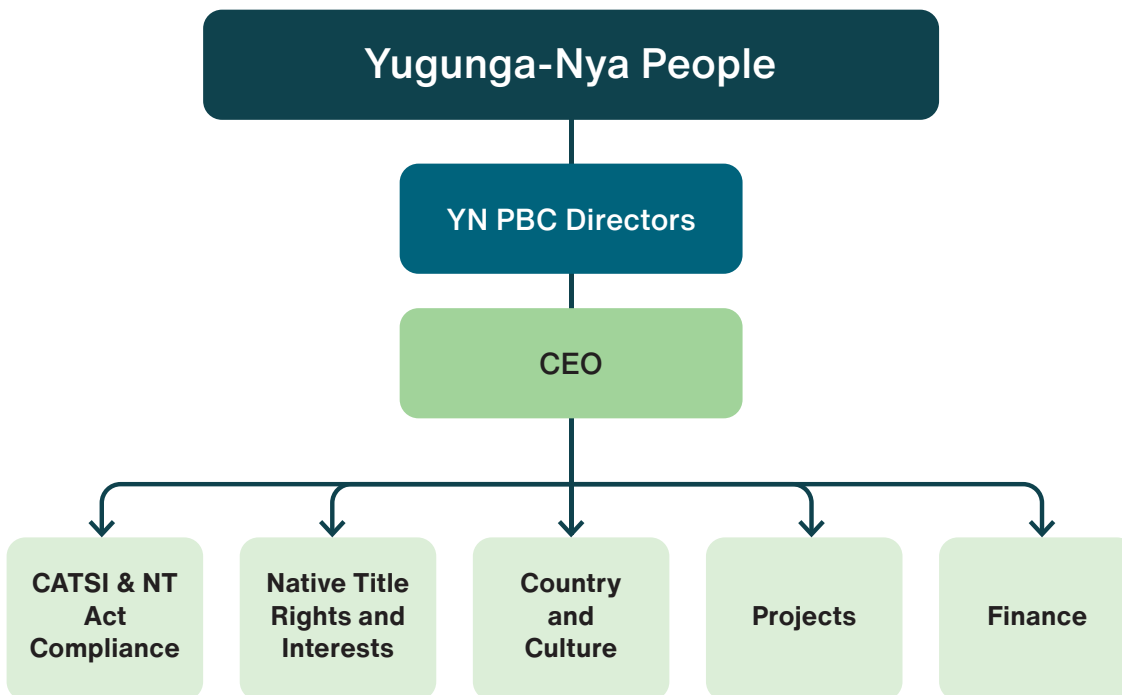 Yugunga-Nya People
YN PBC Directors
CEO
CATSI & NT
Act
Compliance
Native Title
Rights and
Interests
Country
and
Culture
Projects
Finance